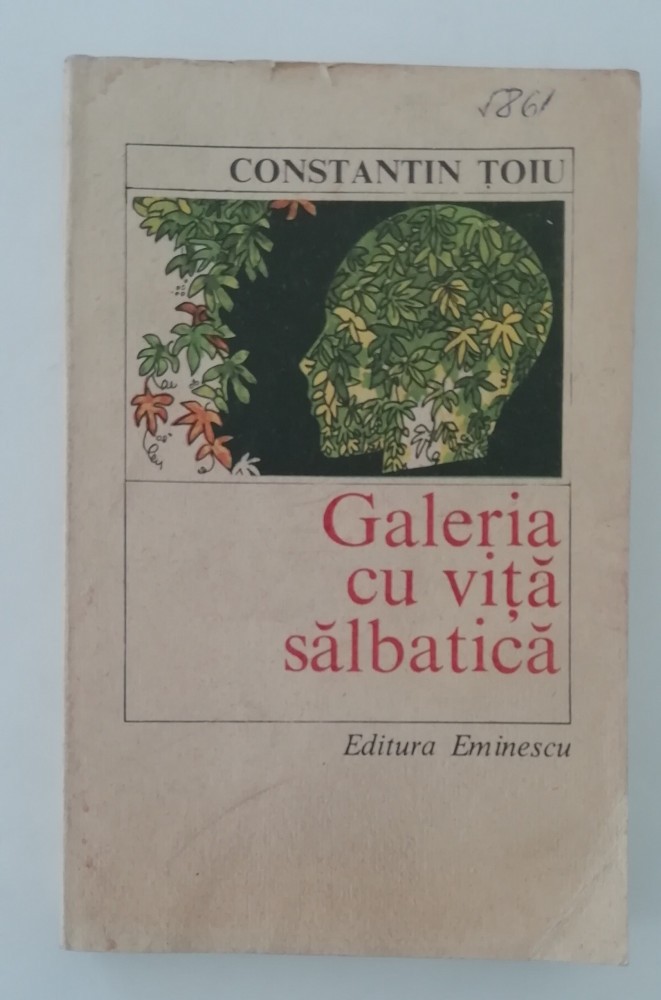 5861
CONSTANTIN ȚOIU
Galeria
cu viță
sălbatică
Editura Eminescu